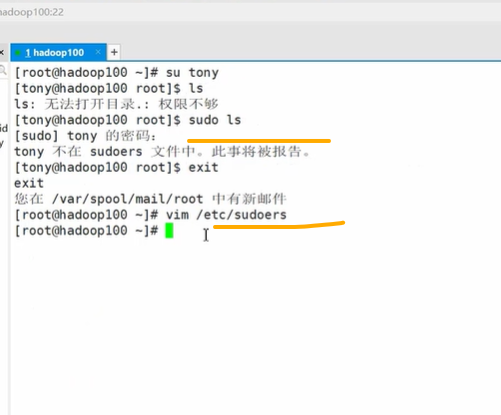 hadoop100:22
1 hadoop100
[root@hadoop100 ~]# su tony
[tony@hadoop100 root]$ ls
ls: 无法打开目录.: 权限不够
[tony@hadoop100 root]$ sudo ls
[sudo] tony 的密码：
tony 不在 sudoers 文件中。此事将被报告。
[tony@hadoop100 root]$ exit
exit
您在 /var/spool/mail/root 中有新邮件
[root@hadoop100 ~]# vim /etc/sudoers
[root@hadoop100 ~]#